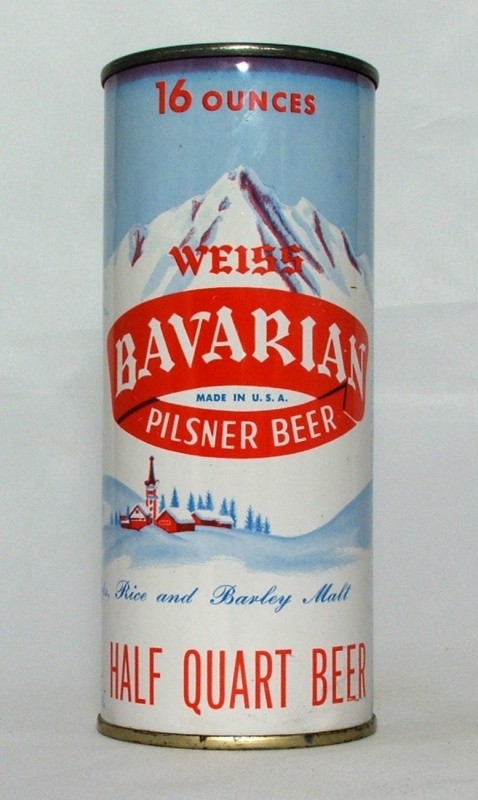 16 OUNCES
WEISS
BAVARIAN
MADE IN U.S.A.
PILSNER BEER
Rice and Barley Malt
HALF QUART BEER